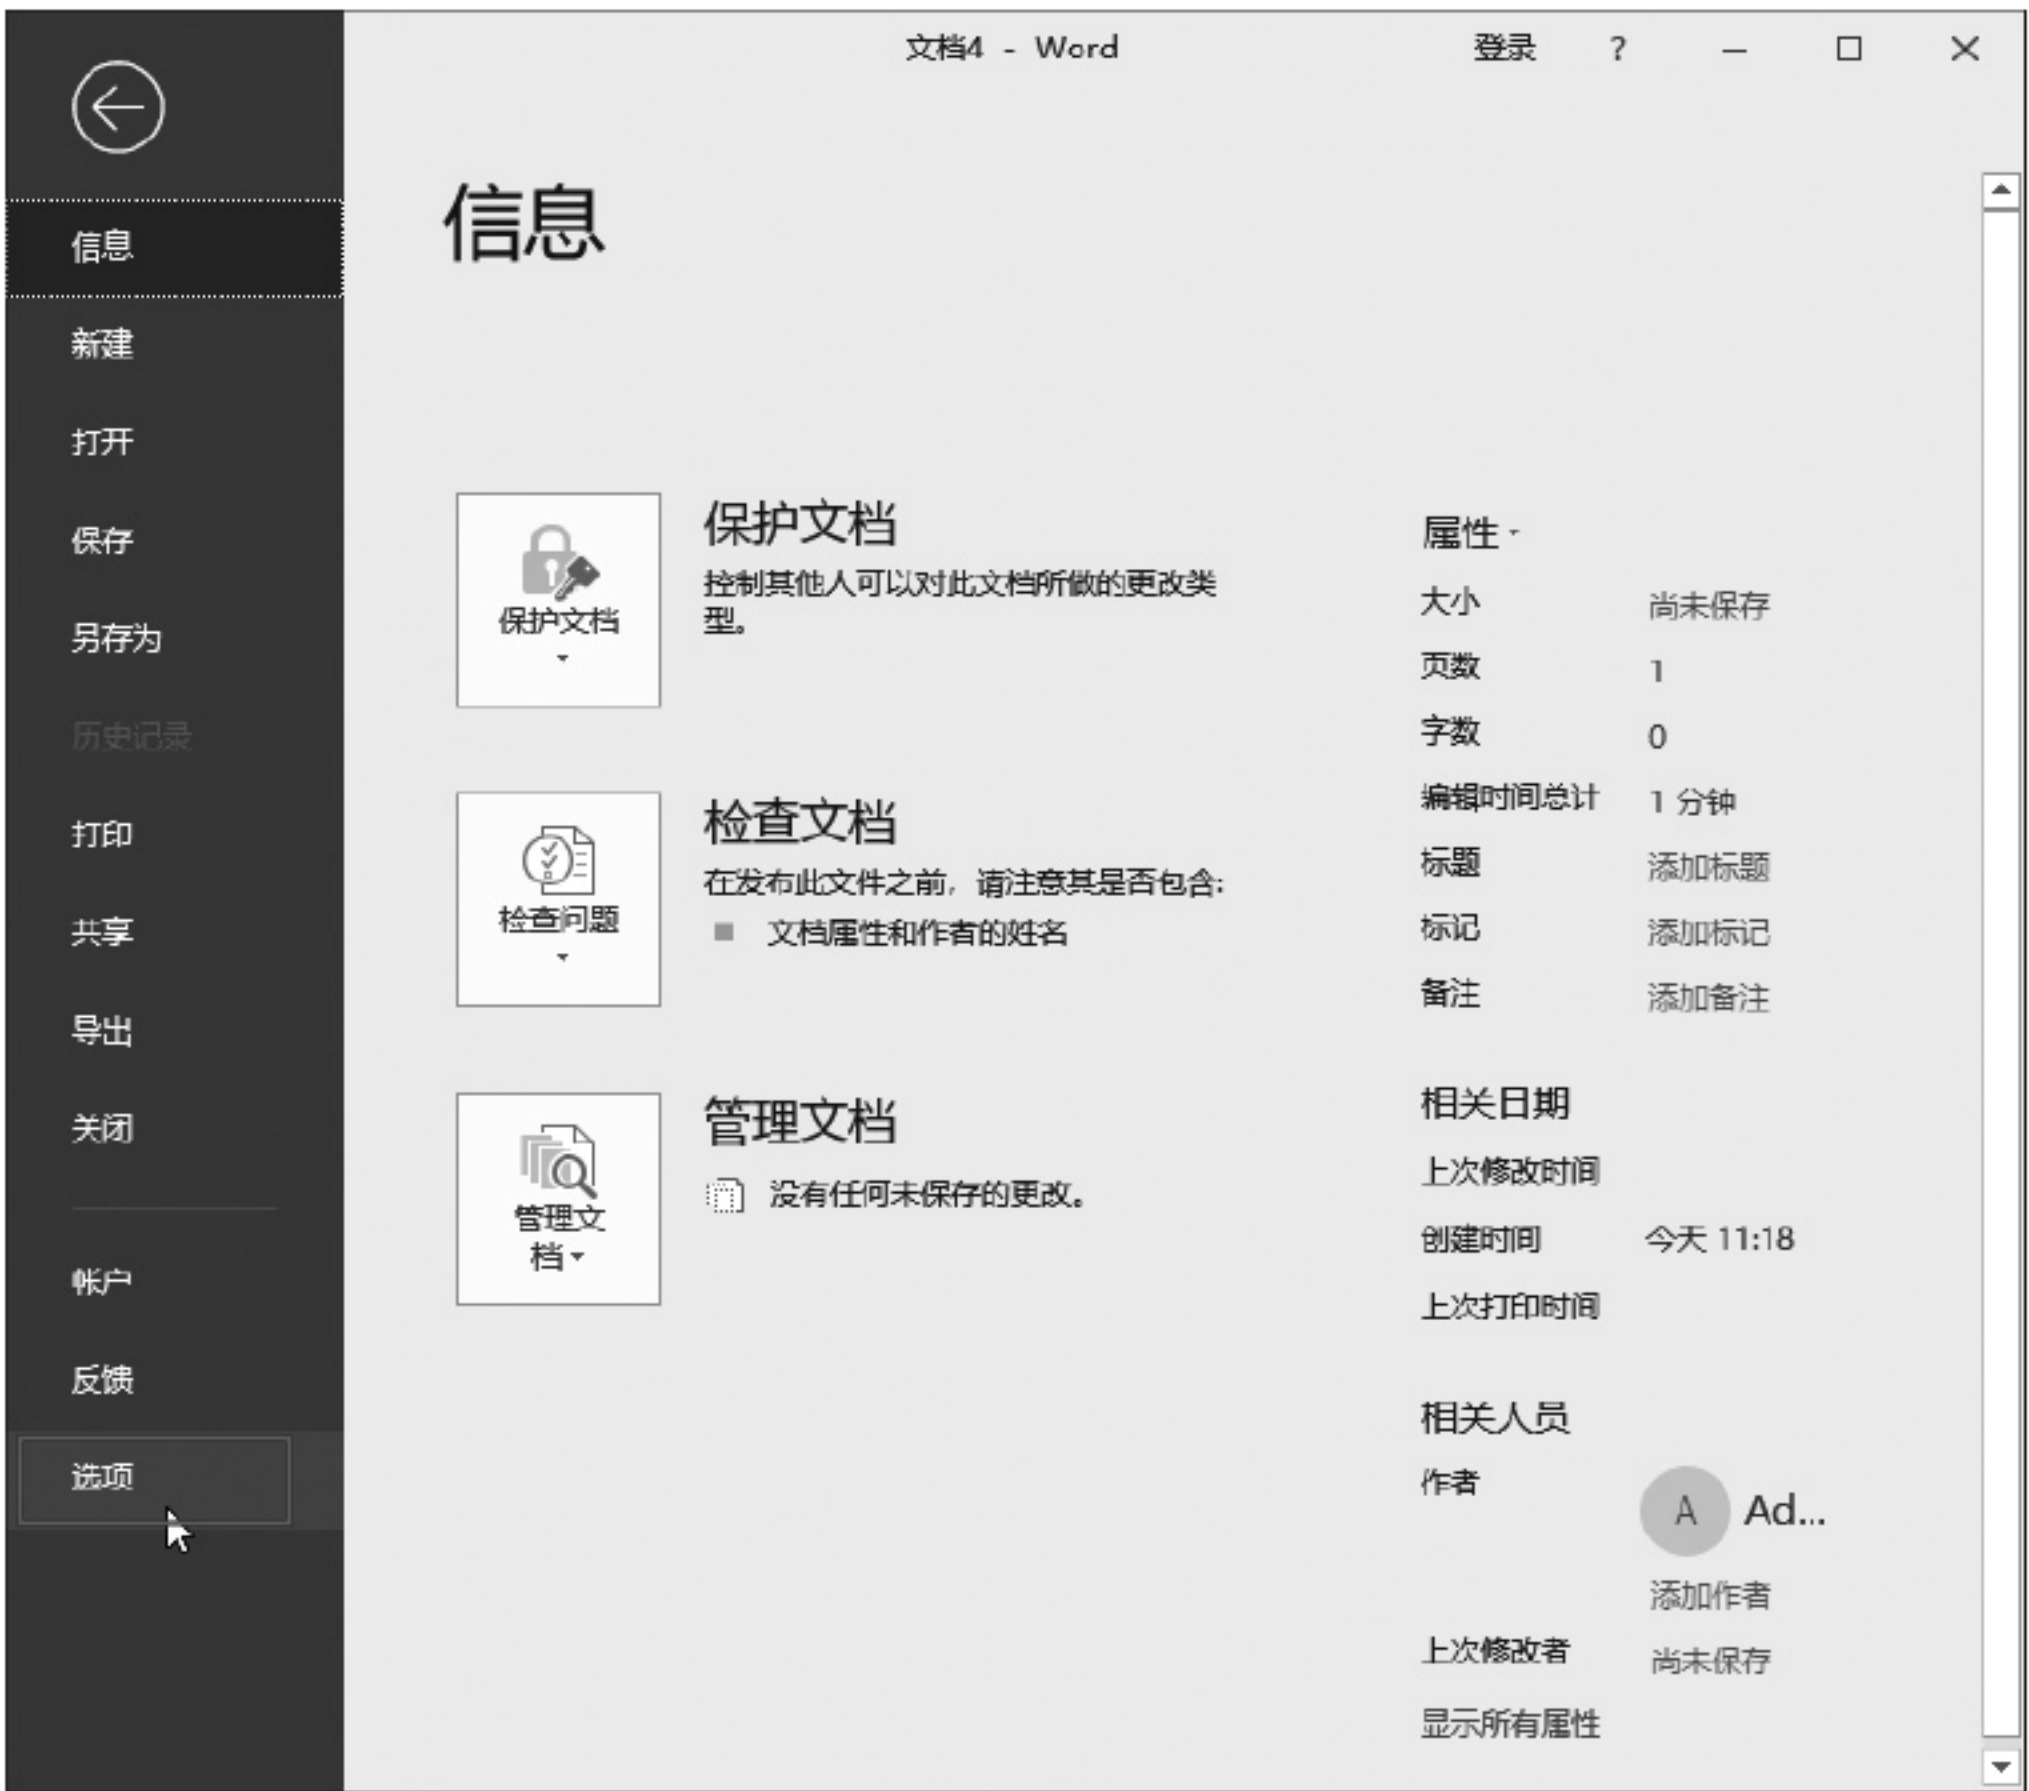 文档4 - Word
登录
?
信息
新建
打开
保存
另存为
历史记录
打印
共享
导出
关闭
帐户
反馈
选项
信息
保护文档
保护文档
控制其他人可以对此文档所做的更改类
型。
检查问题
检查文档
在发布此文件之前，请注意其是否包含:
文档属性和作者的姓名
管理文
档
管理文档
没有任何未保存的更改。
属性
大小 尚未保存
页数 1
字数 0
编辑时间总计 1 分钟
标题 添加标题
标记 添加标记
备注 添加备注
相关日期
上次修改时间
创建时间 今天 11:18
上次打印时间
相关人员
作者
A Ad...
添加作者
上次修改者 尚未保存
显示所有属性